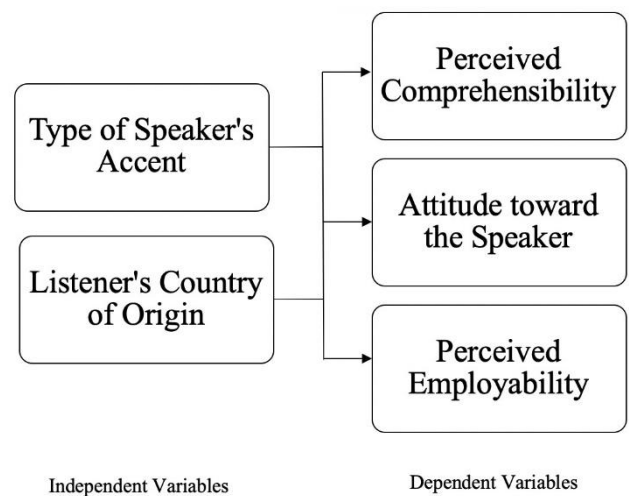 Type of Speaker's
Accent
Listener's Country
of Origin
Perceived
Comprehensibility
Attitude toward
the Speaker
Perceived
Employability
Independent Variables
Dependent Variables